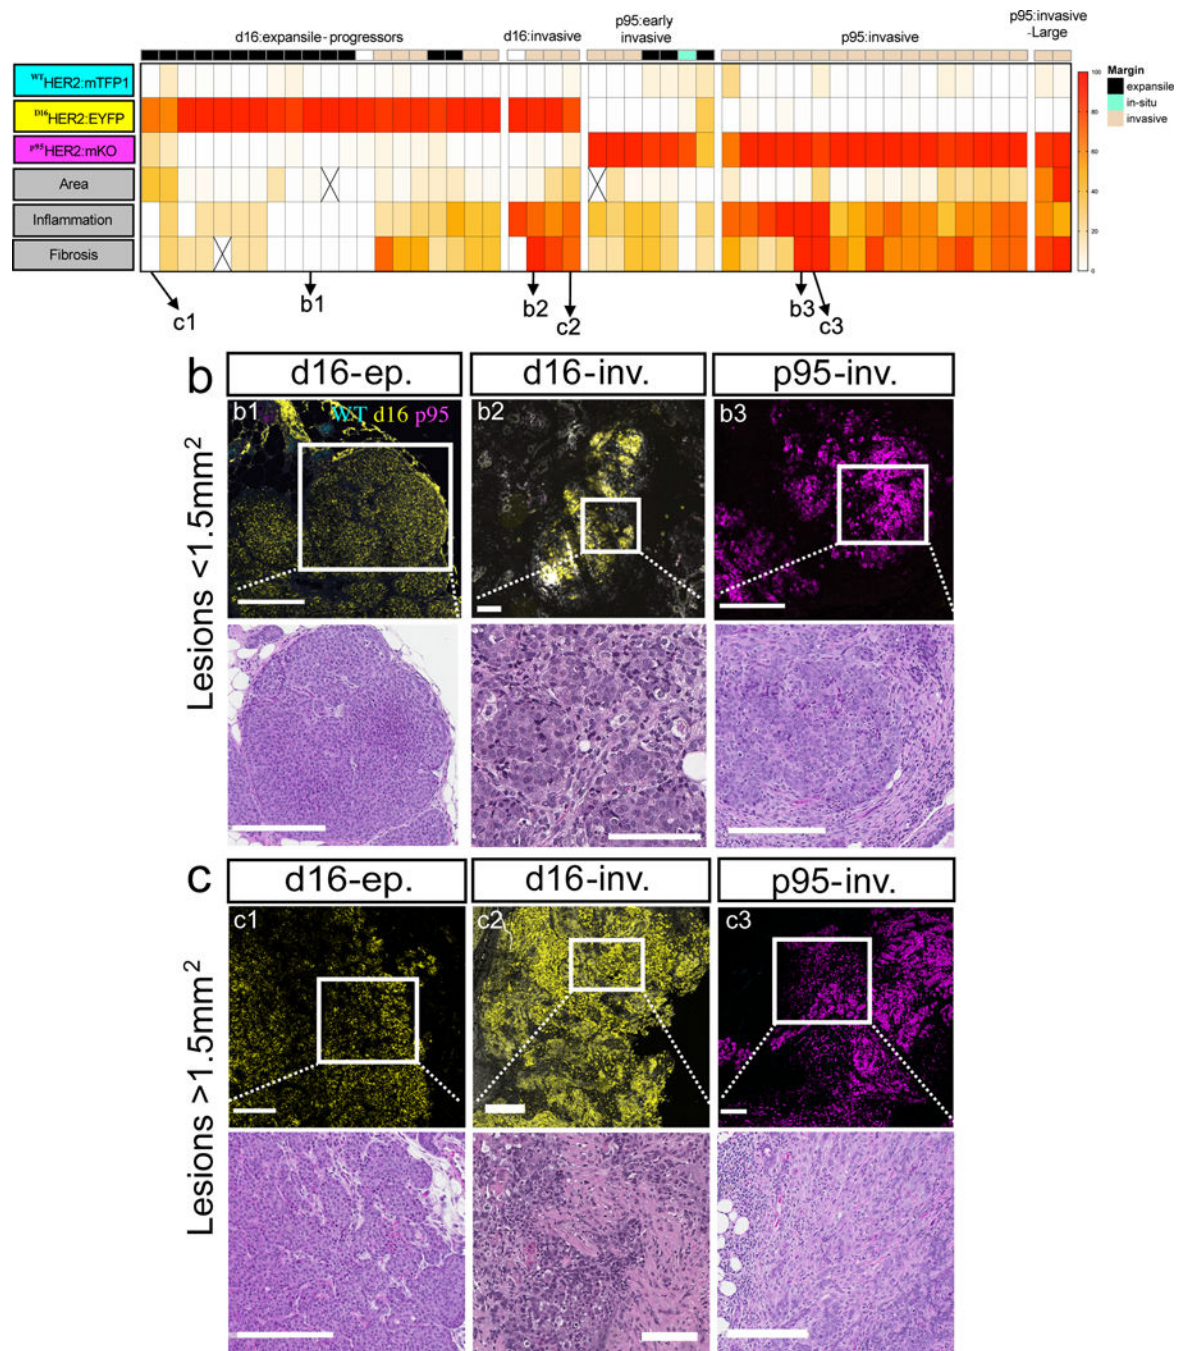 d16:expansile-progressors
d16:invasive
p95:early
invasive
p95:invasive
p95:invasive
-Large
WTHER2:mTFP1
D16HER2:EYFP
p95HER2:mKO
Area
Inflammation
Fibrosis
100
80
60
40
20
0
Margin
expansile
in-situ
invasive
c1
b1
b2
c2
b3
c3
b
d16-ep.
d16-inv.
p95-inv.
Lesions <1.5mm²
b1
WT d16 p95
b2
b3
c
d16-ep.
d16-inv.
p95-inv.
Lesions >1.5mm²
c1
c2
c3